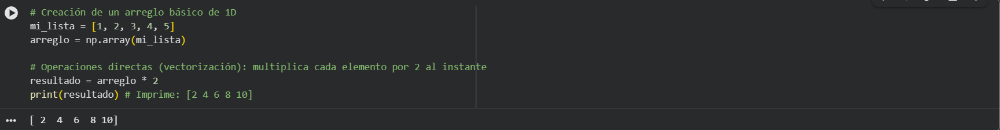 # Creación de un arreglo básico de 1D
mi_lista = [1, 2, 3, 4, 5]
arreglo = np.array(mi_lista)
# Operaciones directas (vectorización): multiplica cada elemento por 2 al instante
resultado = arreglo * 2
print(resultado) # Imprime: [2 4 6 8 10]
[ 2  4  6  8 10]